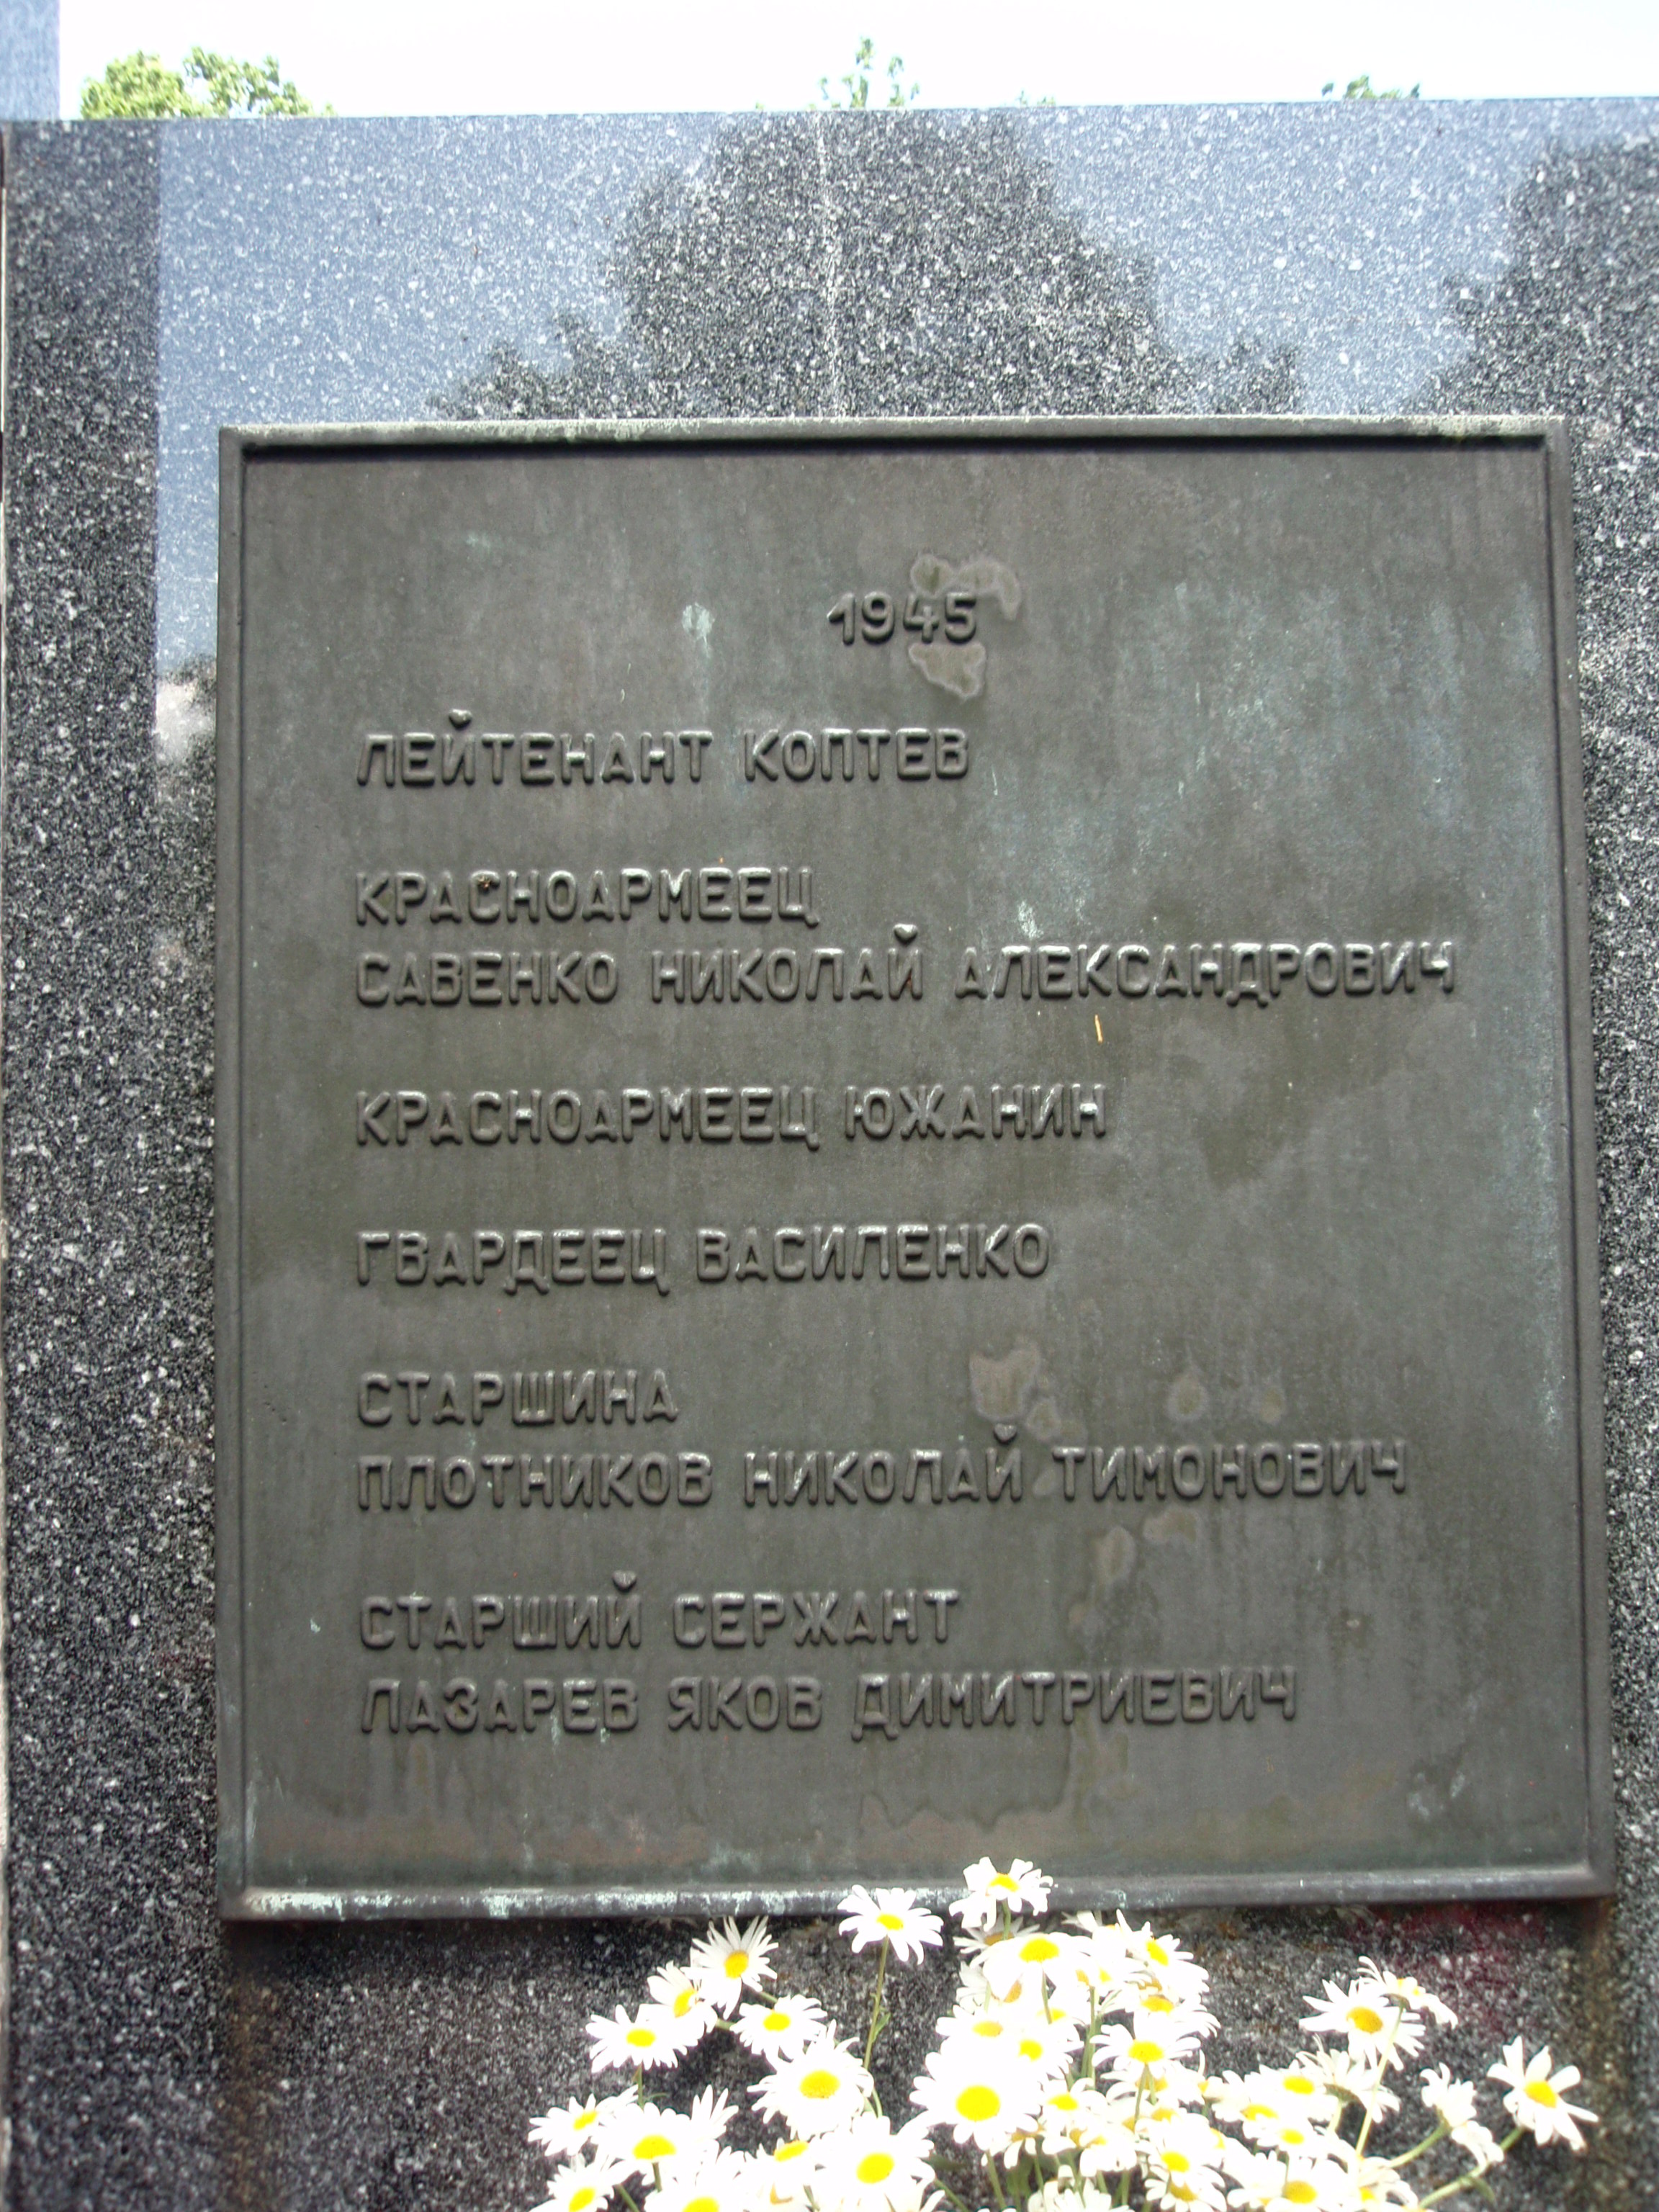 1945
ЛЕЙТЕНАНТ КОПТЕВ
КРАСНОАРМЕЕЦ
САВЕНКО НИКОЛАЙ АЛЕКСАНДРОВИЧ
КРАСНОАРМЕЕЦ ЮЖАНИН
ГВАРДЕЕЦ ВАСИЛЕНКО
СТАРШИНА
ПЛОТНИКОВ НИКОЛАЙ ТИМОНОВИЧ
СТАРШИЙ СЕРЖАНТ
ЛАЗАРЕВ ЯКОВ ДИМИТРИЕВИЧ